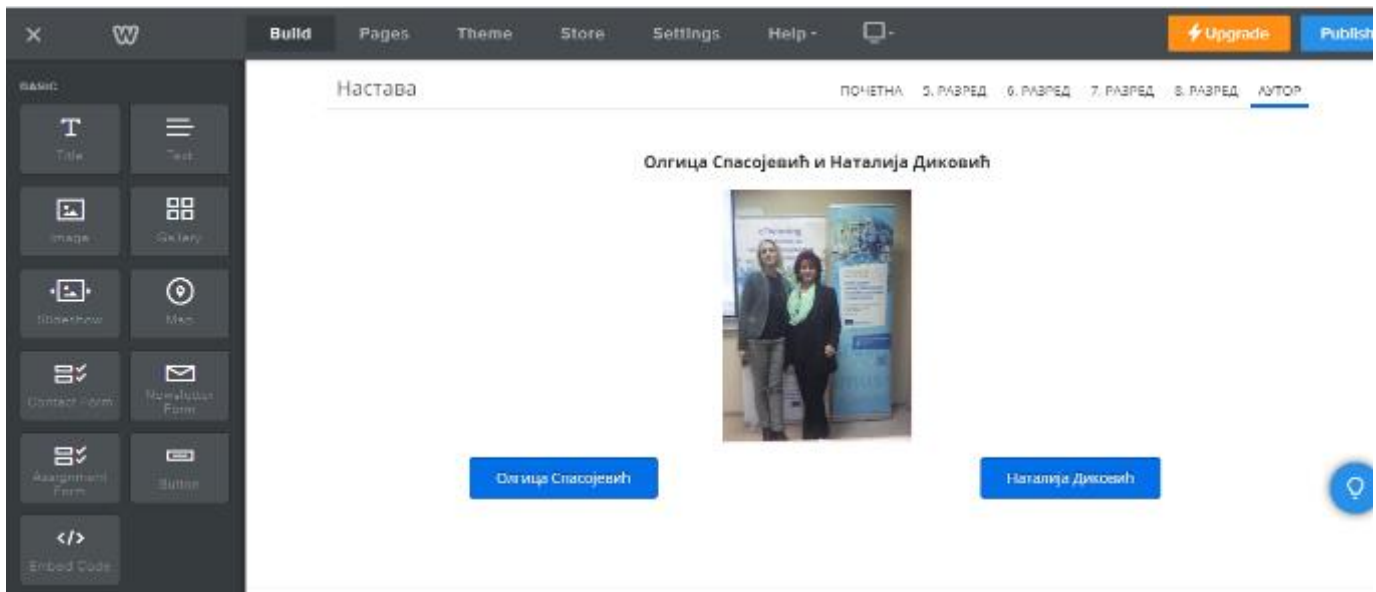 Build Pages Theme Store Settings Help Upgrade Publish
BASIC
Title Text
Image Gallery
Slideshow Map
Contact Form Newsletter Form
Assignment Form Button
</>
Embed Code
Настава
ПОЧЕТНА 5. РАЗРЕД 6. РАЗРЕД 7. РАЗРЕД 8. РАЗРЕД АУТОР
Олгица Спасојевић и Наталија Диковић
eTwinning
Олгица Спасојевић
Наталија Диковић